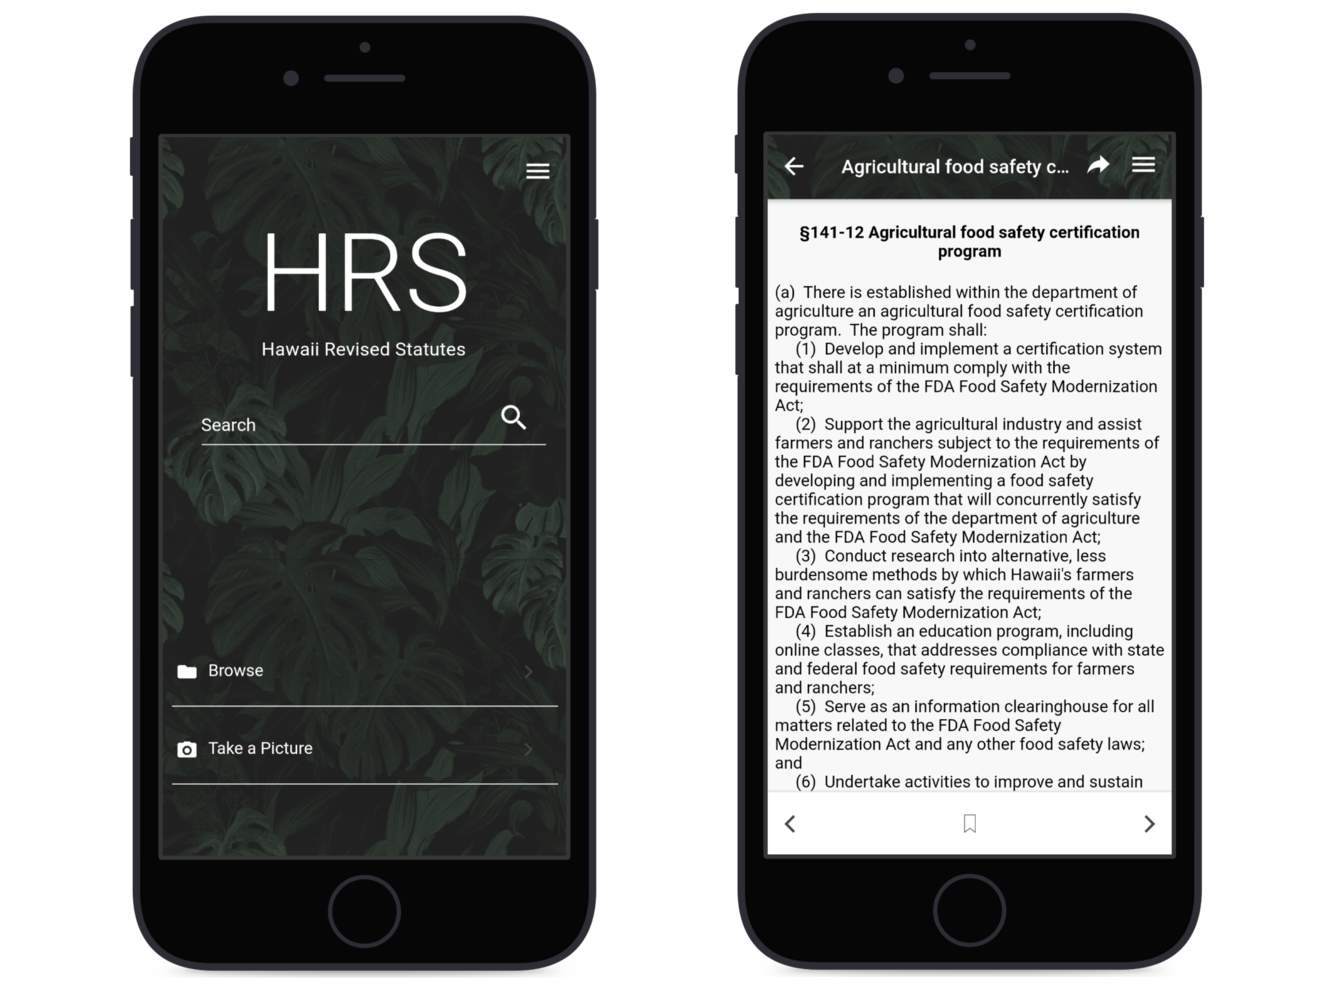 HRS
Hawaii Revised Statutes
Search
Browse
Take a Picture
Agricultural food safety c...
§141-12 Agricultural food safety certification
program
(a)  There is established within the department of
agriculture an agricultural food safety certification
program.  The program shall:
(1)  Develop and implement a certification system
that shall at a minimum comply with the
requirements of the FDA Food Safety Modernization
Act;
(2)  Support the agricultural industry and assist
farmers and ranchers subject to the requirements of
the FDA Food Safety Modernization Act by
developing and implementing a food safety
certification program that will concurrently satisfy
the requirements of the department of agriculture
and the FDA Food Safety Modernization Act;
(3)  Conduct research into alternative, less
burdensome methods by which Hawaii's farmers
and ranchers can satisfy the requirements of the
FDA Food Safety Modernization Act;
(4)  Establish an education program, including
online classes, that addresses compliance with state
and federal food safety requirements for farmers
and ranchers;
(5)  Serve as an information clearinghouse for all
matters related to the FDA Food Safety
Modernization Act and any other food safety laws;
and
(6)  Undertake activities to improve and sustain